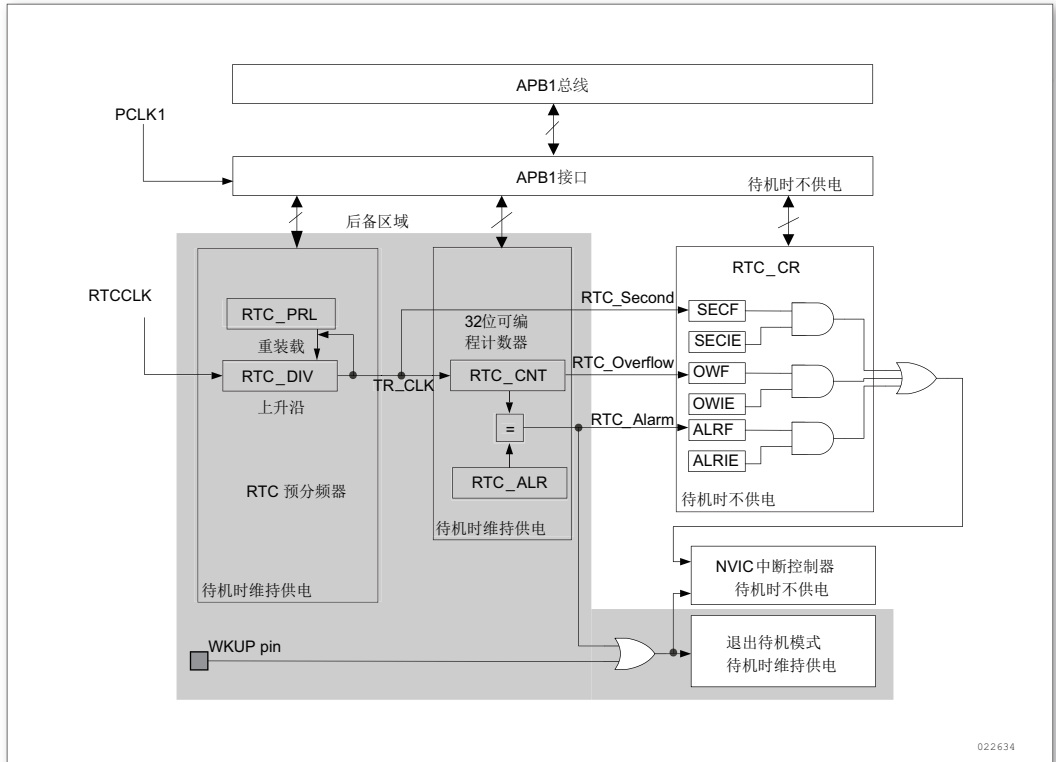 APB1总线
PCLK1
APB1接口
待机时不供电
后备区域
RTC_CR
RTCCLK
RTC_PRL
重装载
RTC_DIV
上升沿
TR_CLK
RTC 预分频器
待机时维持供电
32位可编
程计数器
RTC_CNT
=
RTC_ALR
待机时维持供电
RTC_Second
RTC_Overflow
RTC_Alarm
SECF
SECIE
OWF
OWIE
ALRF
ALRIE
待机时不供电
NVIC中断控制器
待机时不供电
WKUP pin
退出待机模式
待机时维持供电
022634